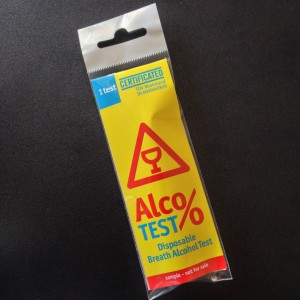 1 test
CERTIFICATED
Alco
TEST%
Disposable
Breath Alcohol Test
sample - not for sale